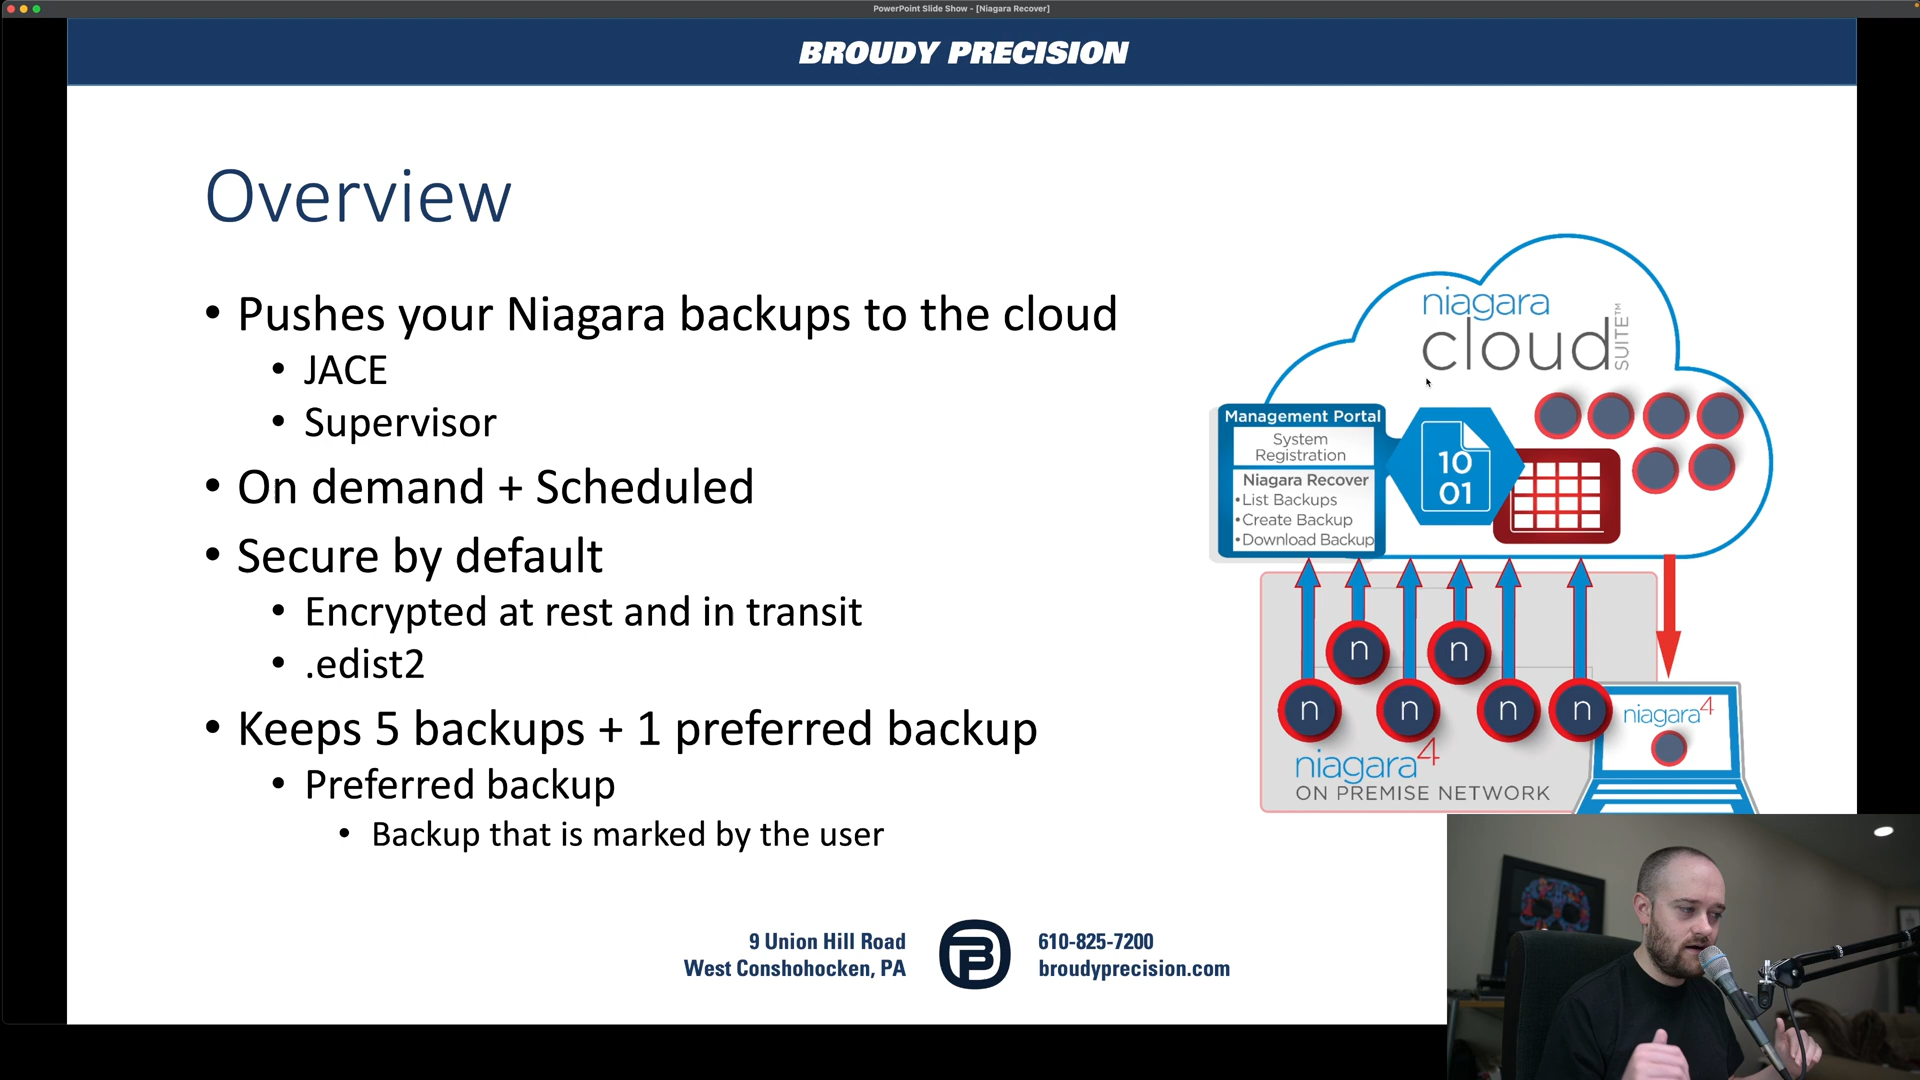 PowerPoint Slide Show - [Niagara Recover]
BROUDY PRECISION
Overview
• Pushes your Niagara backups to the cloud
• JACE
• Supervisor
• On demand + Scheduled
• Secure by default
• Encrypted at rest and in transit
• .edist2
• Keeps 5 backups + 1 preferred backup
• Preferred backup
• Backup that is marked by the user
niagara
cloud
SUITE™
Management Portal
System
Registration
Niagara Recover
•List Backups
•Create Backup
•Download Backup
10
01
n n
n n n n
niagara4
ON PREMISE NETWORK
niagara4
9 Union Hill Road
West Conshohocken, PA
B
610-825-7200
broudyprecision.com